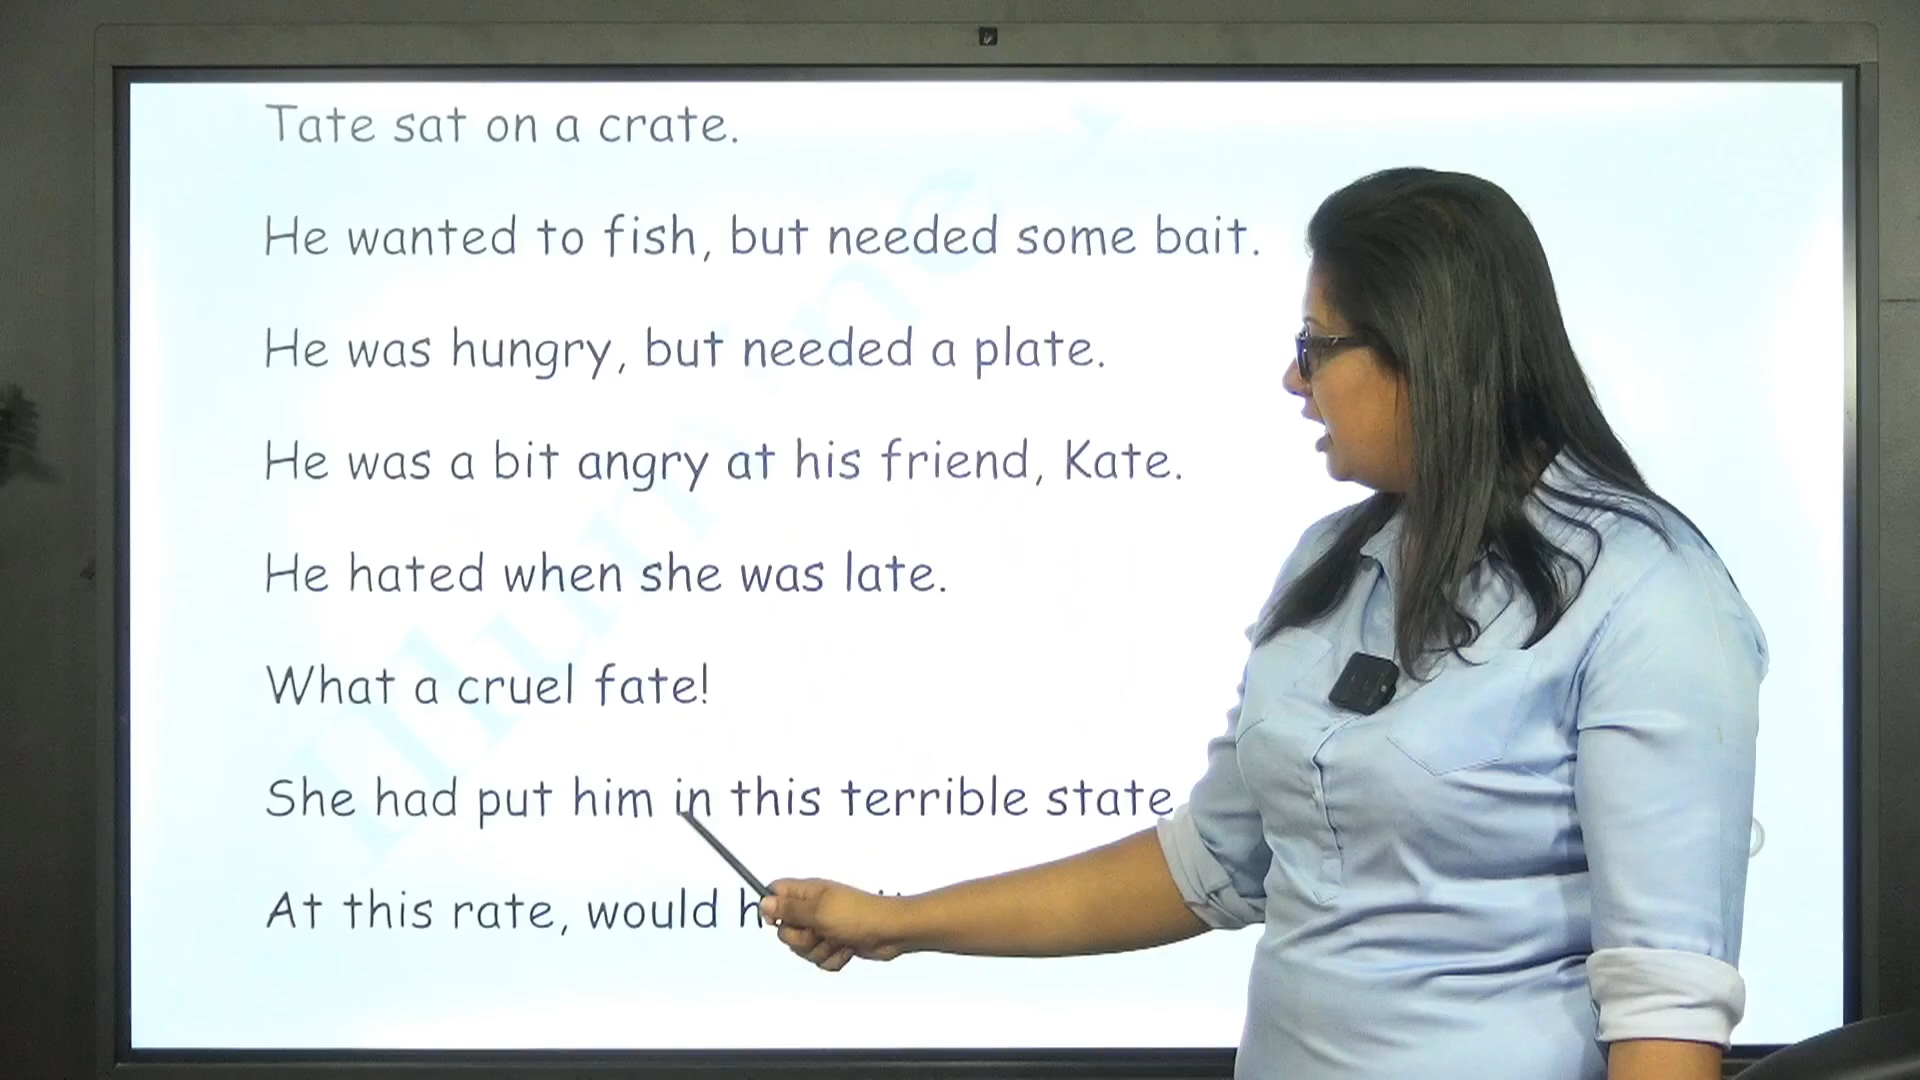 Tate sat on a crate.
He wanted to fish, but needed some bait.
He was hungry, but needed a plate.
He was a bit angry at his friend, Kate.
He hated when she was late.
What a cruel fate!
She had put him in this terrible state
At this rate, would